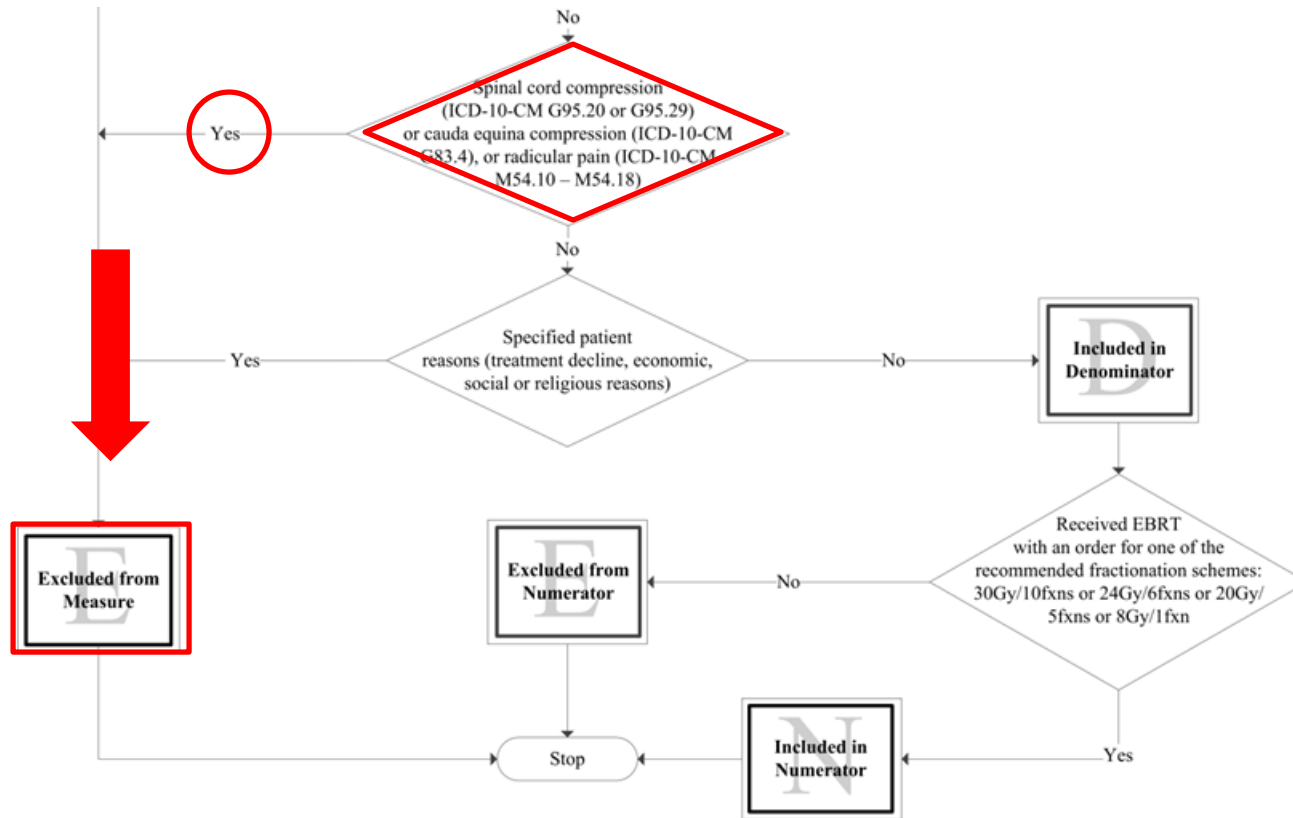 No
Spinal cord compression
(ICD-10-CM G95.20 or G95.29)
or cauda equina compression (ICD-10-CM
G83.4), or radicular pain (ICD-10-CM
M54.10 – M54.18)
Yes
No
Specified patient
reasons (treatment decline, economic,
social or religious reasons)
Yes
No
D
Included in
Denominator
Received EBRT
with an order for one of the
recommended fractionation schemes:
30Gy/10fxns or 24Gy/6fxns or 20Gy/
5fxns or 8Gy/1fxn
No
E
Excluded from
Numerator
E
Excluded from
Measure
Yes
N
Included in
Numerator
Stop